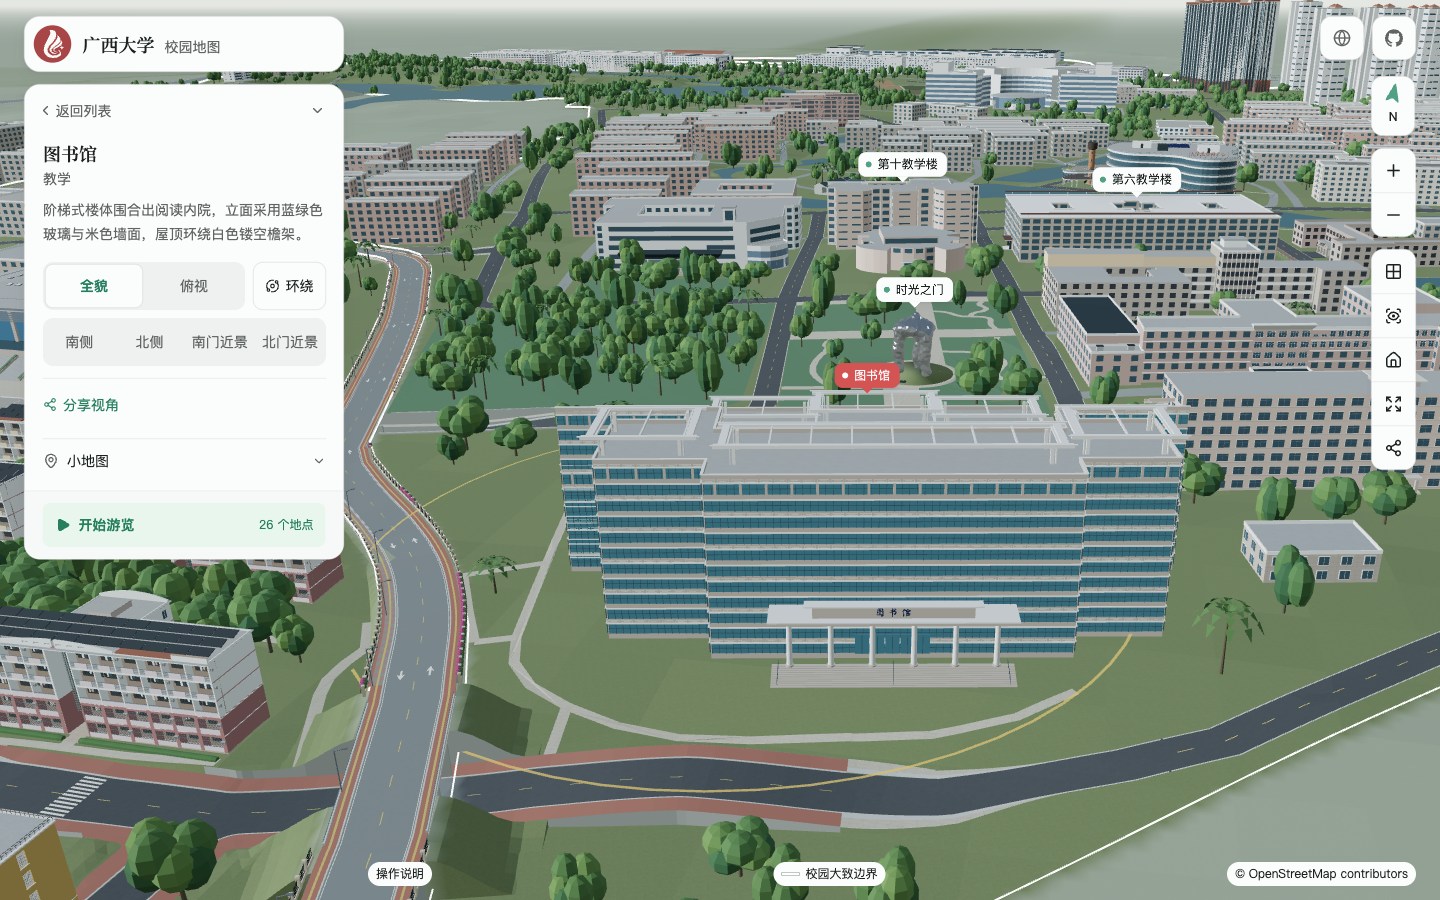 广西大学 校园地图
返回列表
图书馆
教学
阶梯式楼体围合出阅读内院，立面采用蓝绿色
玻璃与米色墙面，屋顶环绕白色镂空檐架。
全貌 俯视 环绕
南侧 北侧 南门近景 北门近景
分享视角
小地图
开始游览 26 个地点
N
第十教学楼
第六教学楼
时光之门
图书馆
图书馆
操作说明
校园大致边界
© OpenStreetMap contributors